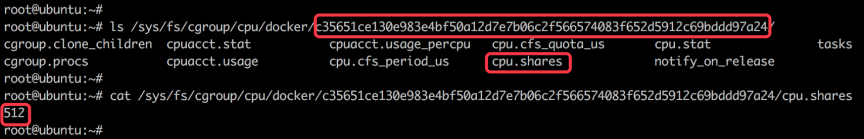 root@ubuntu:~#
root@ubuntu:~# ls /sys/fs/cgroup/cpu/docker/c35651ce130e983e4bf50a12d7e7b06c2f566574083f652d5912c69bddd97a24/
cgroup.clone_children cpuacct.stat cpuacct.usage_percpu cpu.cfs_quota_us cpu.stat tasks
cgroup.procs cpuacct.usage cpu.cfs_period_us cpu.shares notify_on_release
root@ubuntu:~#
root@ubuntu:~# cat /sys/fs/cgroup/cpu/docker/c35651ce130e983e4bf50a12d7e7b06c2f566574083f652d5912c69bddd97a24/cpu.shares
512
root@ubuntu:~#